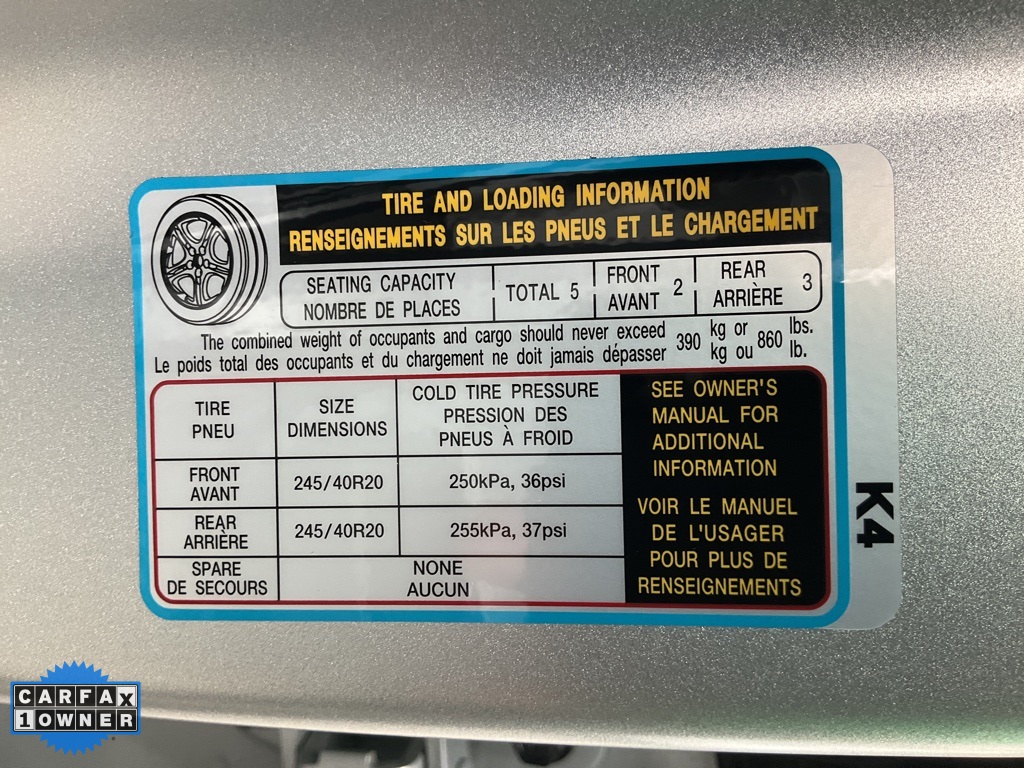 TIRE AND LOADING INFORMATION
RENSEIGNEMENTS SUR LES PNEUS ET LE CHARGEMENT
SEATING CAPACITY
NOMBRE DE PLACES
TOTAL 5
FRONT
AVANT
2
REAR
ARRIÈRE
3
The combined weight of occupants and cargo should never exceed 390 kg or 860 lbs.
Le poids total des occupants et du chargement ne doit jamais dépasser kg ou lb.
TIRE
PNEU
SIZE
DIMENSIONS
COLD TIRE PRESSURE
PRESSION DES
PNEUS À FROID
FRONT
AVANT
245/40R20
250kPa, 36psi
REAR
ARRIÈRE
245/40R20
255kPa, 37psi
SPARE
DE SECOURS
NONE
AUCUN
SEE OWNER'S
MANUAL FOR
ADDITIONAL
INFORMATION
VOIR LE MANUEL
DE L'USAGER
POUR PLUS DE
RENSEIGNEMENTS
K4
CARFAX
1 OWNER